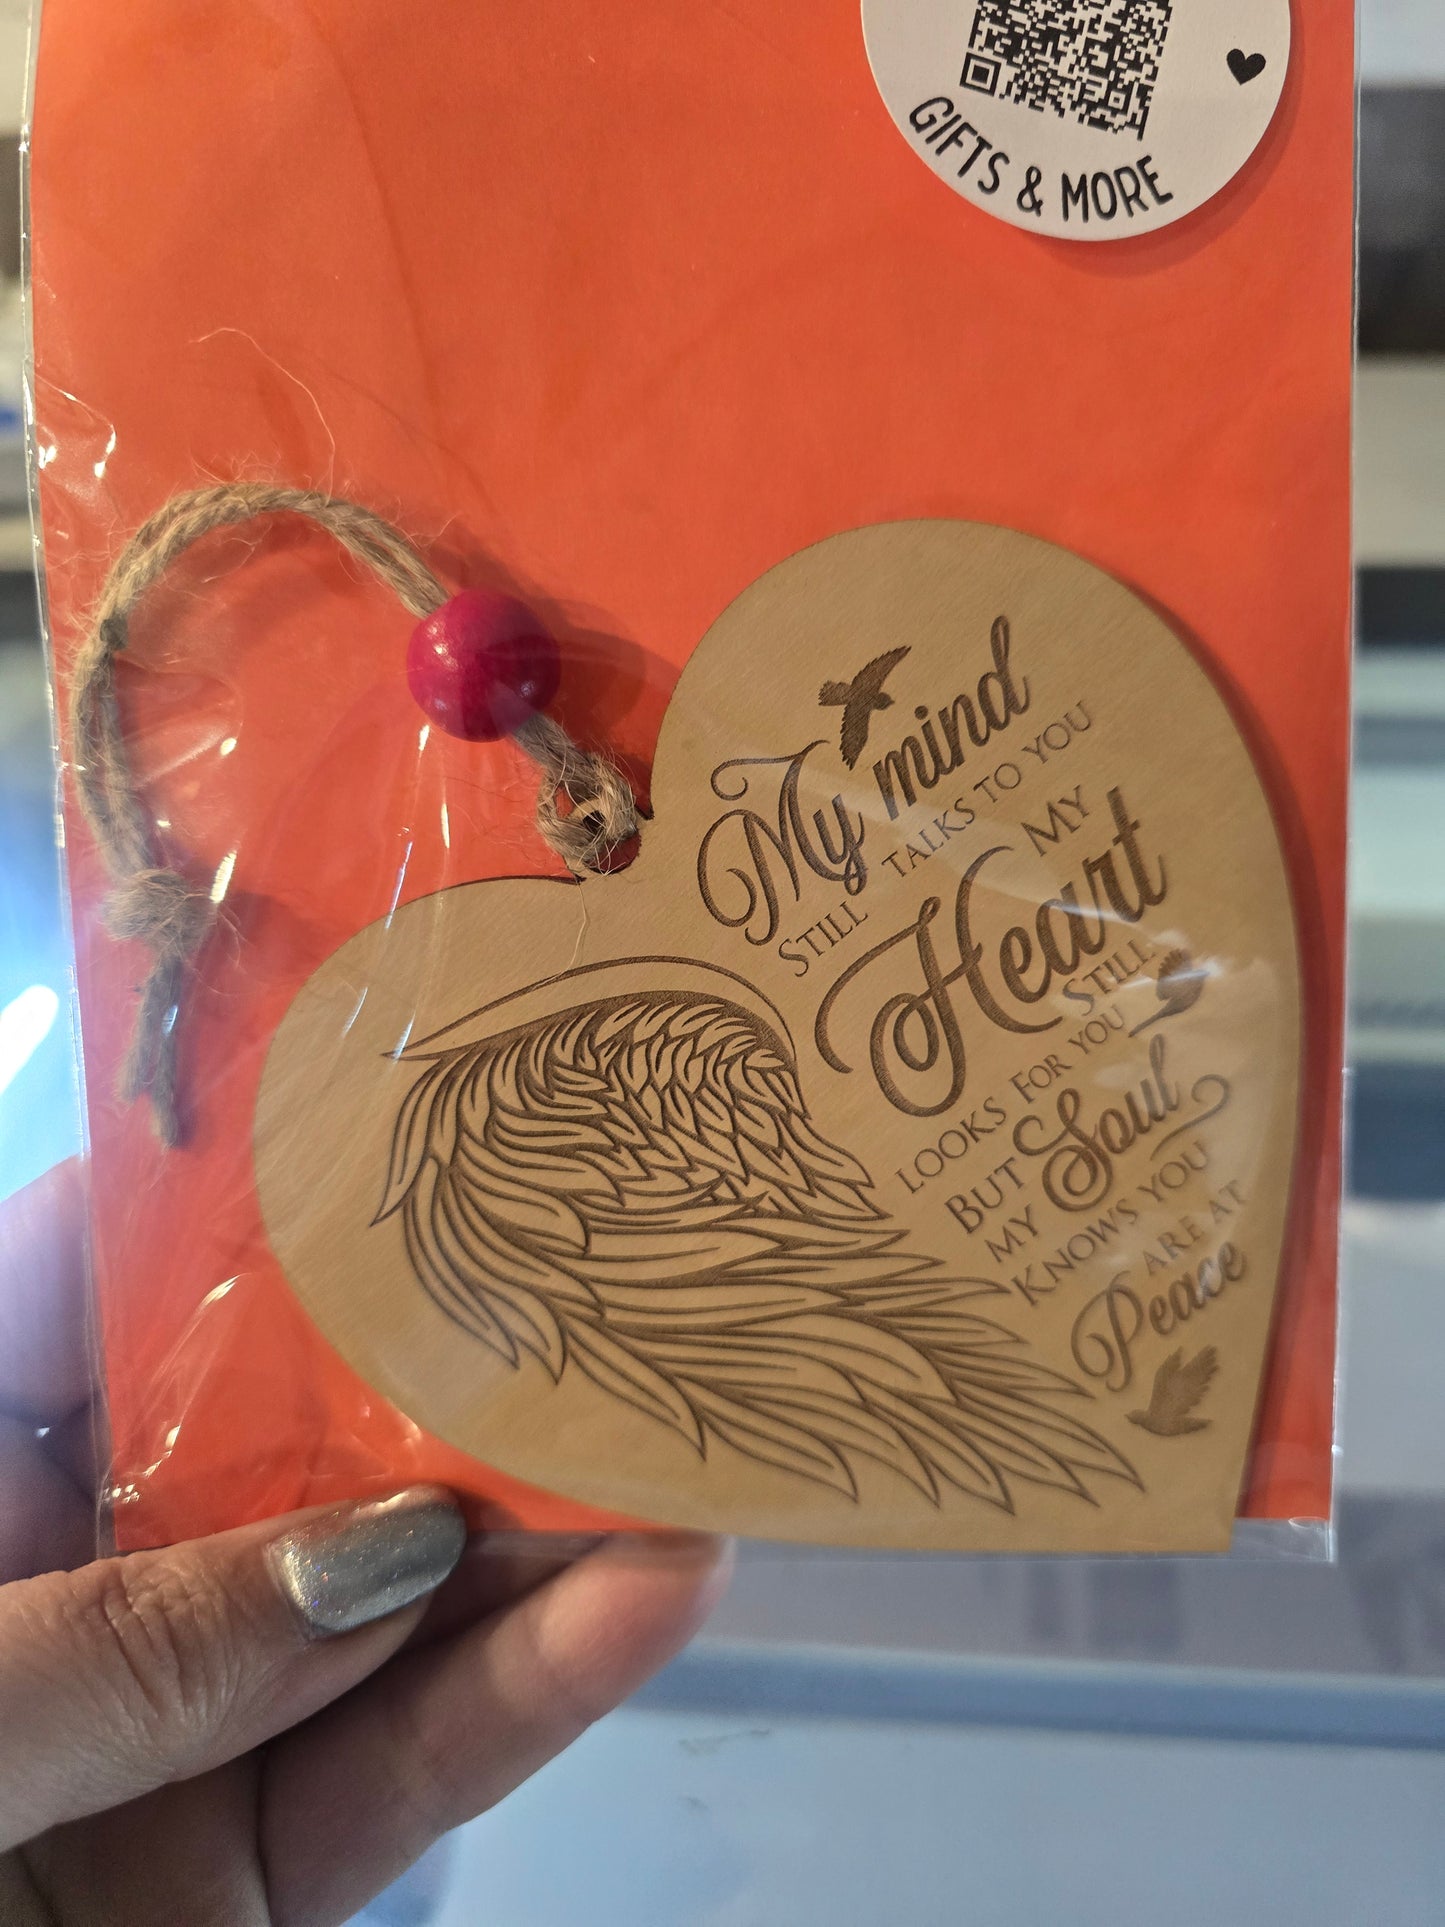 GIFTS & MORE
My mind
STILL TALKS TO YOU
MY
Heart
STILL
LOOKS FOR YOU
BUT
MY Soul
KNOWS YOU
ARE AT
Peace